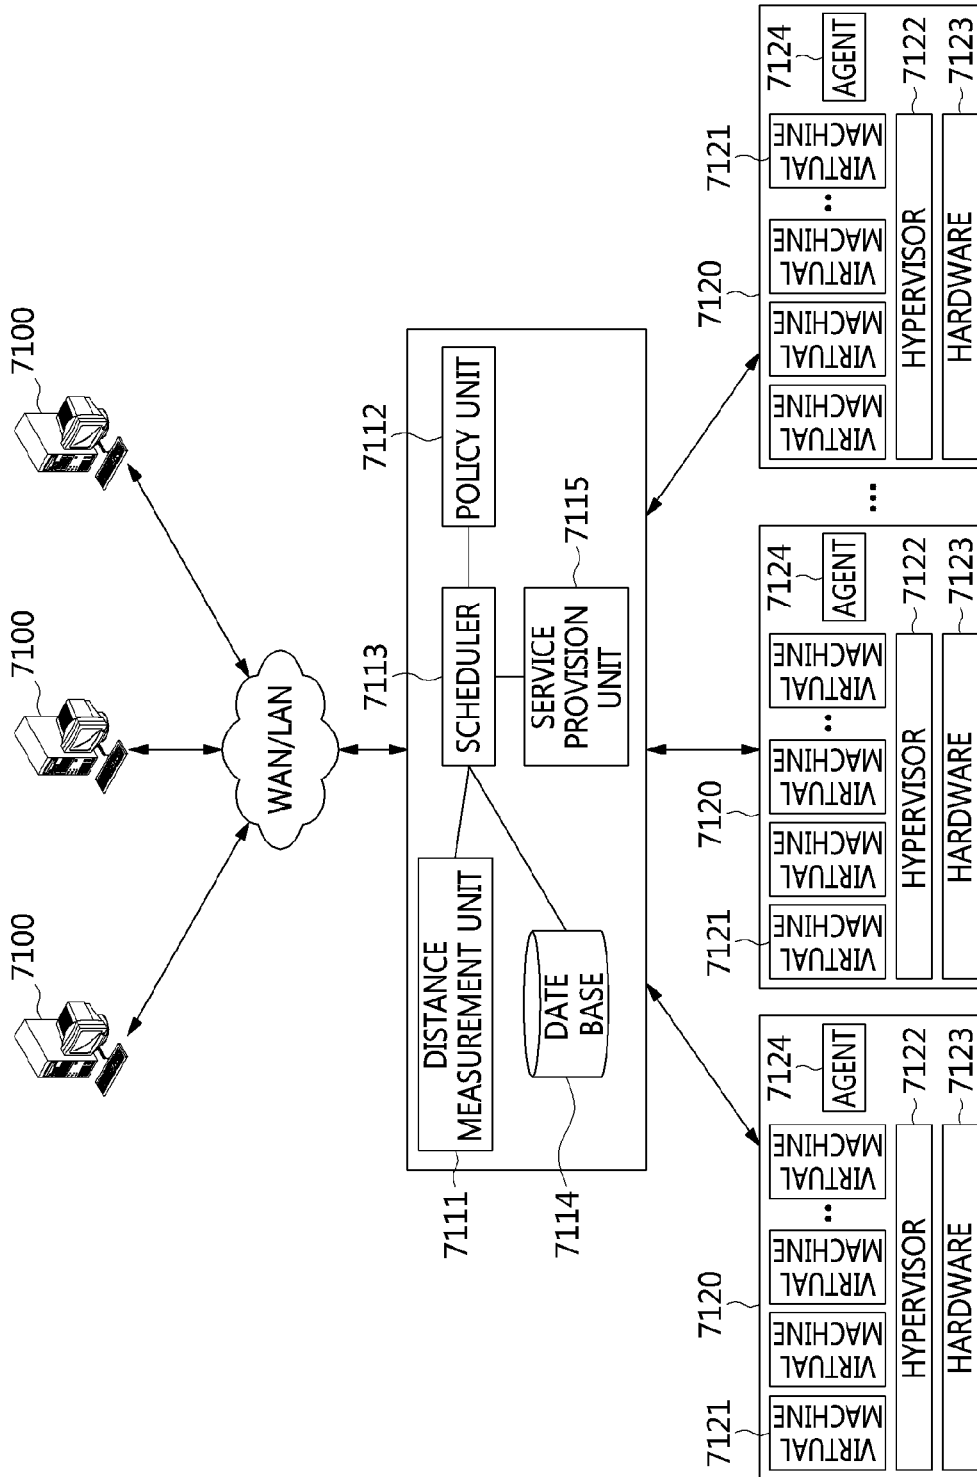 7100
7100
7100
WAN/LAN
7113
7112
7111
DISTANCE
MEASUREMENT UNIT
SCHEDULER
POLICY UNIT
7114
DATE
BASE
SERVICE
PROVISION
UNIT
7115
7121
7120
VIRTUAL
MACHINE
VIRTUAL
MACHINE
VIRTUAL
MACHINE
..
VIRTUAL
MACHINE
7124
AGENT
HYPERVISOR
7122
HARDWARE
7123
7121
7120
VIRTUAL
MACHINE
VIRTUAL
MACHINE
VIRTUAL
MACHINE
..
VIRTUAL
MACHINE
7124
AGENT
HYPERVISOR
7122
HARDWARE
7123
...
7120
7121
VIRTUAL
MACHINE
VIRTUAL
MACHINE
VIRTUAL
MACHINE
..
VIRTUAL
MACHINE
7124
AGENT
HYPERVISOR
7122
HARDWARE
7123